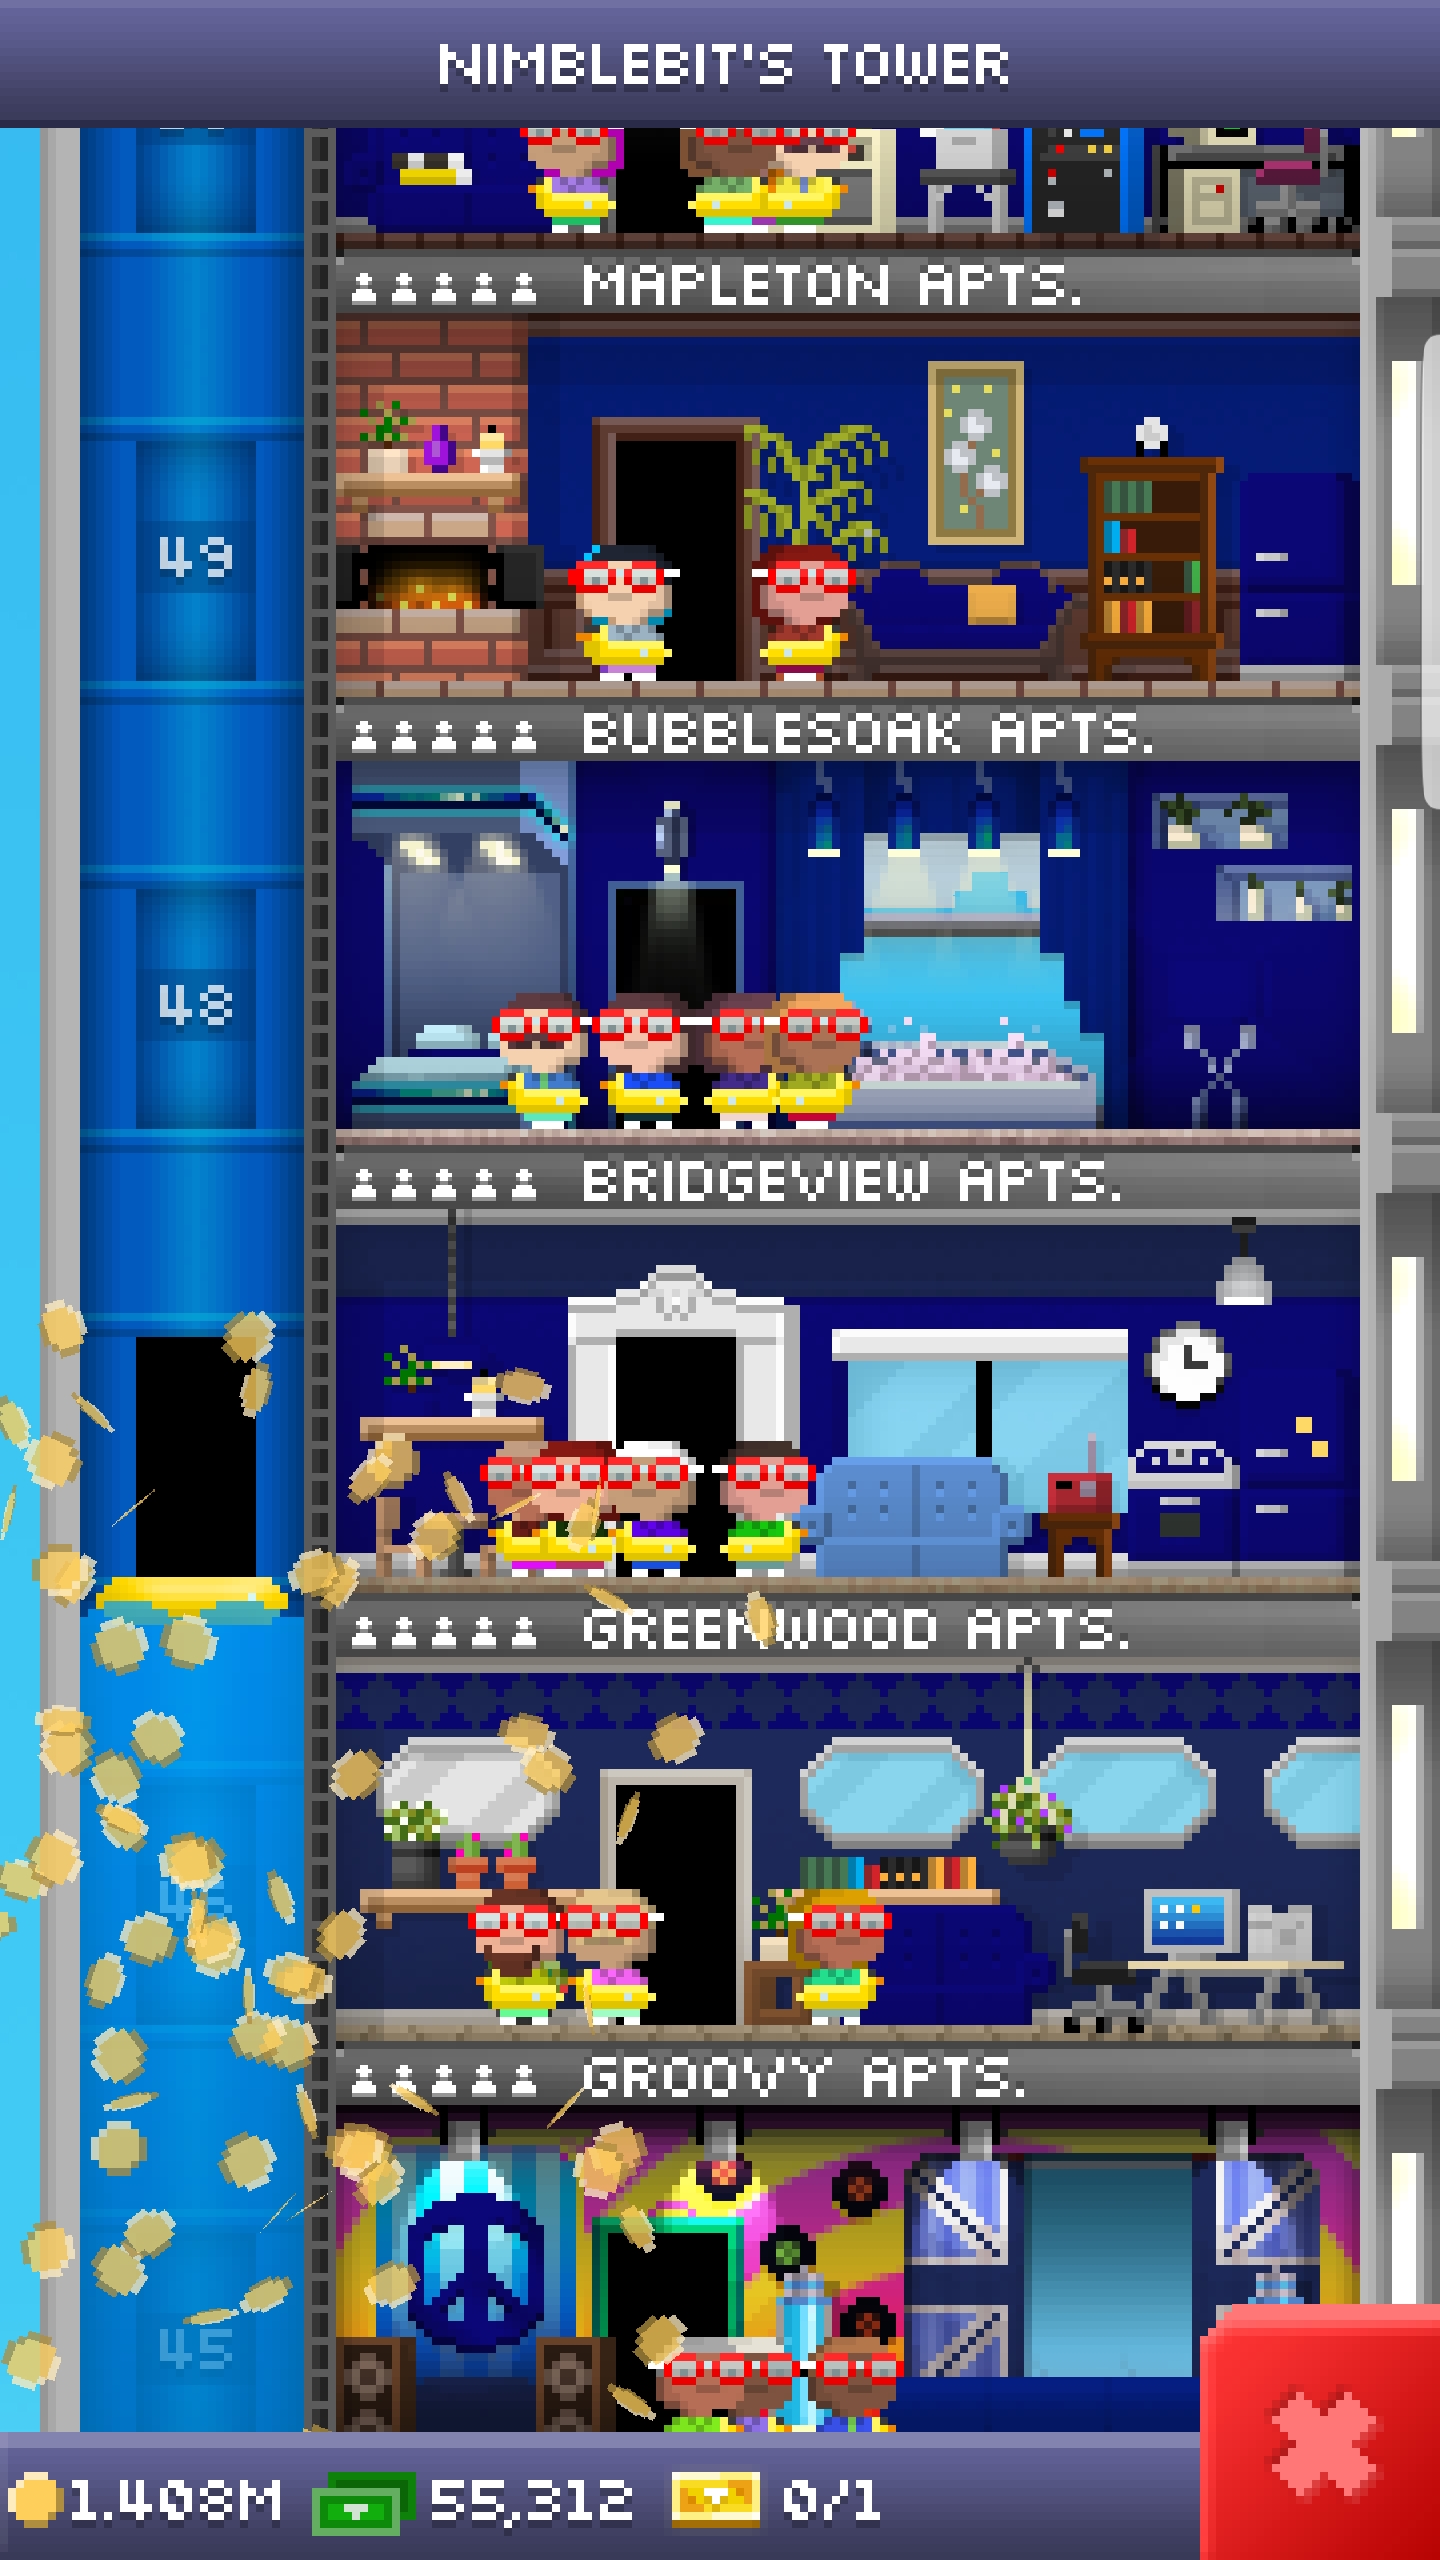 NIMBLEBIT'S TOWER
MAPLETON APTS.
49
BUBBLESOAK APTS.
48
BRIDGEVIEW APTS.
GREENWOOD APTS.
GROOVY APTS.
45
1.408M 55,312 0/1